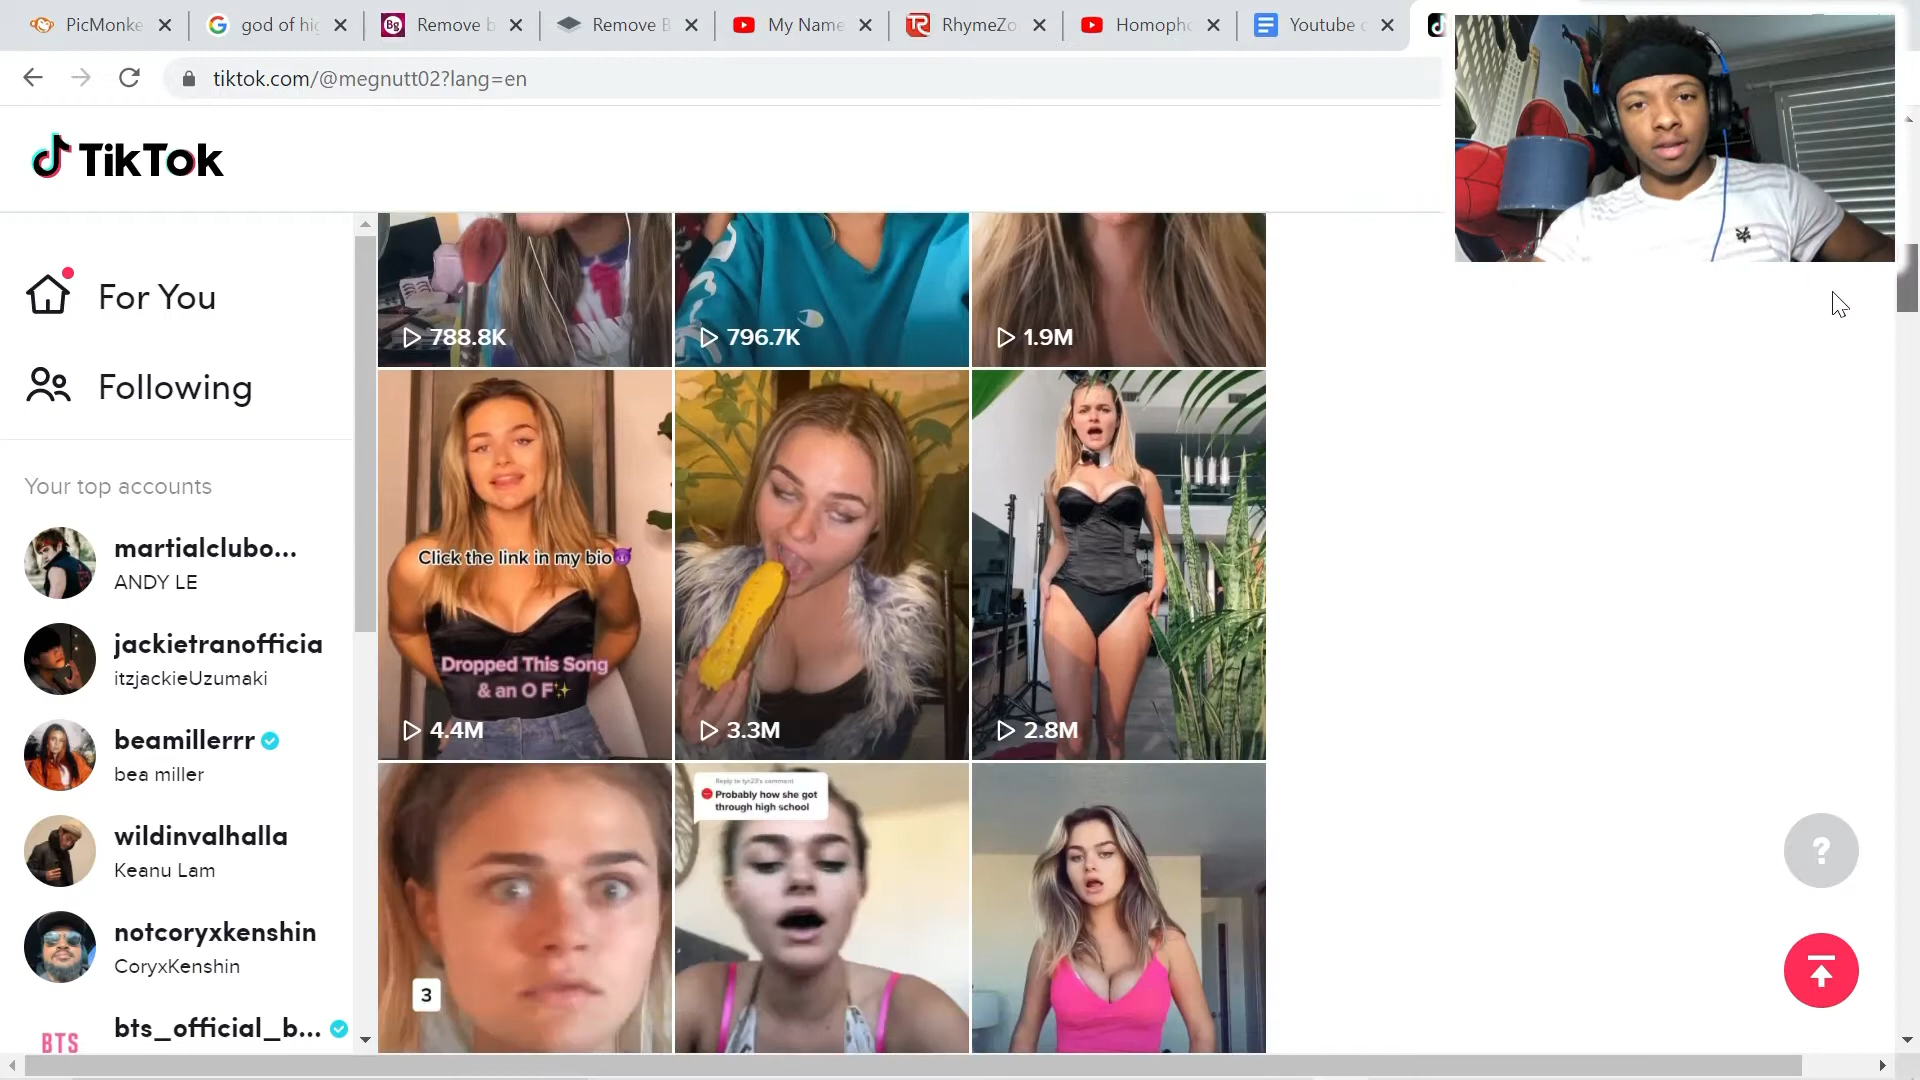 PicMonke
god of hig
Remove b
Remove B
My Name
RhymeZo
Homopho
Youtube c
tiktok.com/@megnutt02?lang=en
TikTok
For You
Following
Your top accounts
martialclubo...
ANDY LE
jackietranofficia
itzjackieUzumaki
beamillerrr
bea miller
wildinvalhalla
Keanu Lam
notcoryxkenshin
CoryxKenshin
bts_official_b...
BTS
788.8K
796.7K
1.9M
Click the link in my bio😈
Dropped This Song
& an O F✨
4.4M
3.3M
2.8M
3
Probably how she got
through high school
?